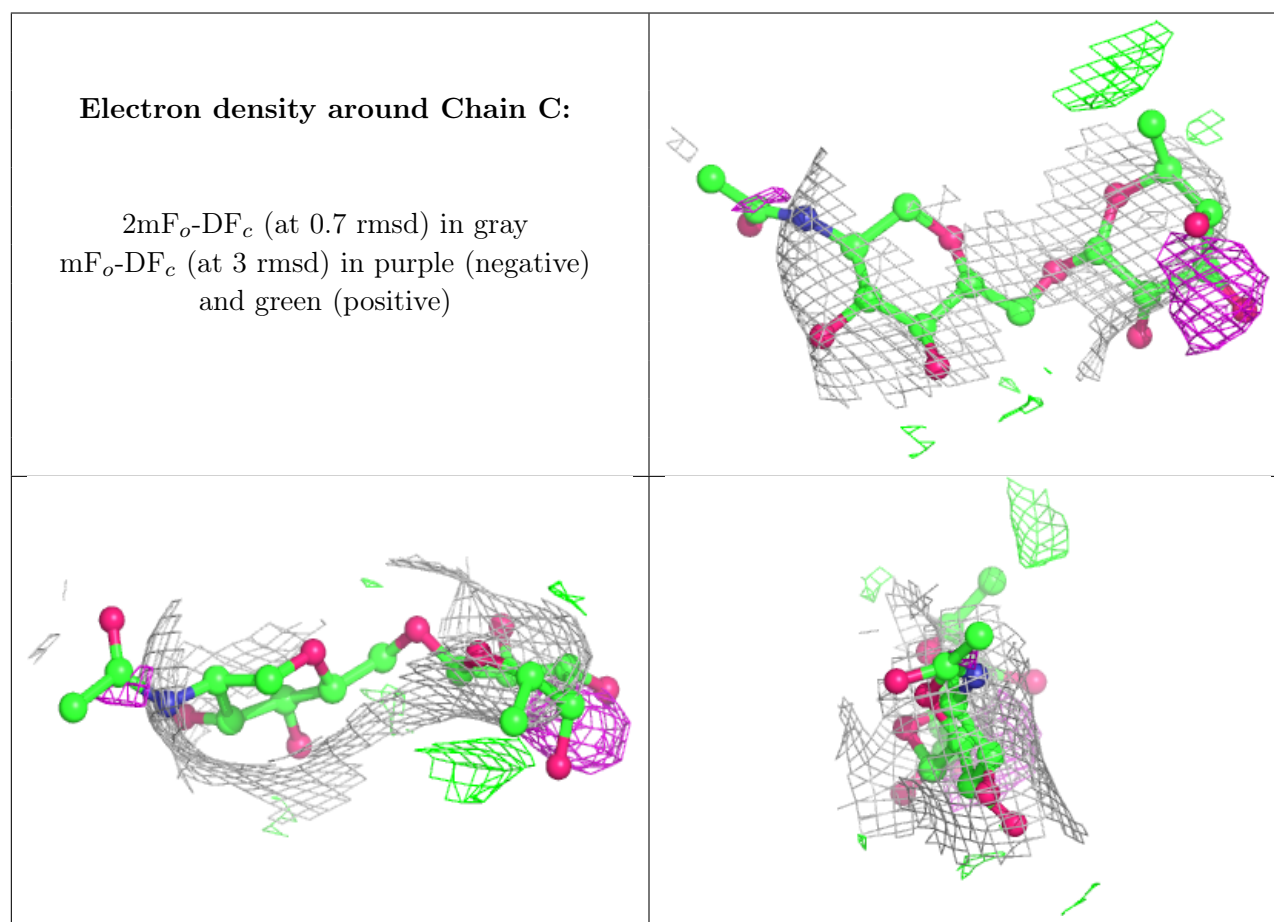 Electron density around Chain C:
2mFo-DFc (at 0.7 rmsd) in gray
mFo-DFc (at 3 rmsd) in purple (negative)
and green (positive)